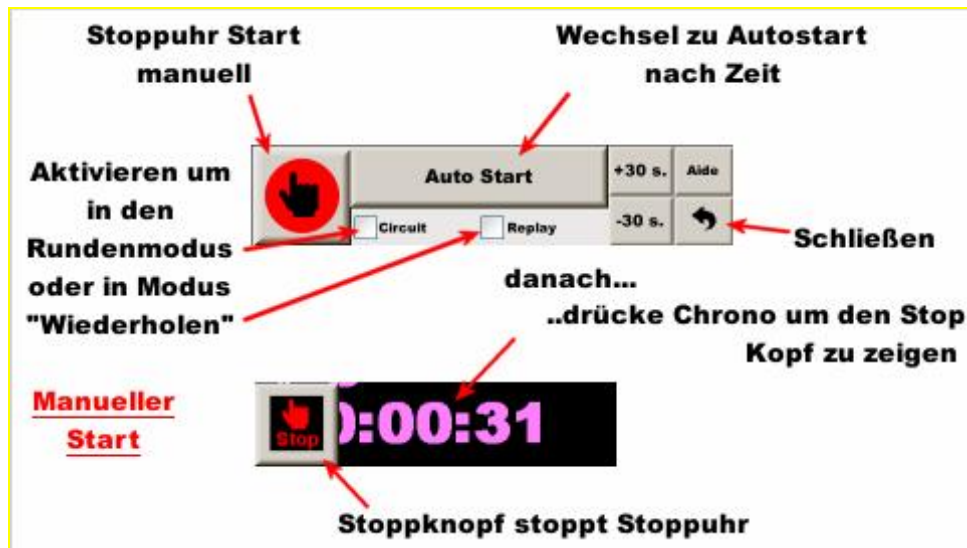 Stoppuhr Start
manuell
Wechsel zu Autostart
nach Zeit
Aktivieren um
in den
Rundenmodus
oder in Modus
"Wiederholen"
Auto Start
+30 s.
Aide
Circuit
Replay
-30 s.
Schließen
danach...
..drücke Chrono um den Stop
Kopf zu zeigen
Manueller
Start
Stop
0:00:31
Stoppknopf stoppt Stoppuhr